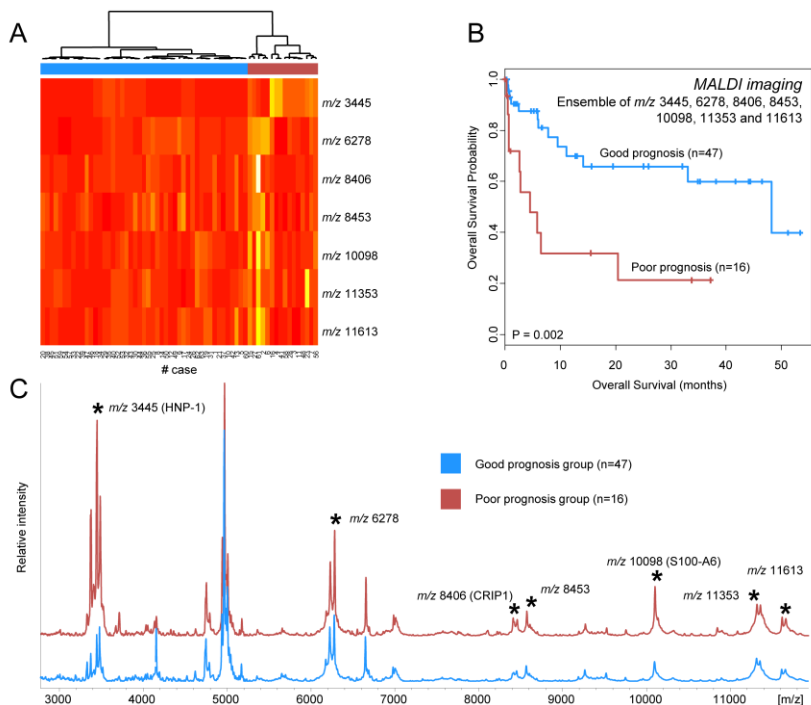 A
m/z 3445
m/z 6278
m/z 8406
m/z 8453
m/z 10098
m/z 11353
m/z 11613
# case
B
MALDI imaging
Ensemble of m/z 3445, 6278, 8406, 8453,
10098, 11353 and 11613
Good prognosis (n=47)
Poor prognosis (n=16)
P = 0.002
Overall Survival Probability
1.0
0.8
0.6
0.4
0.2
0.0
0 10 20 30 40 50
Overall Survival (months)
C
* m/z 3445 (HNP-1)
* m/z 6278
m/z 8406 (CRIP1) *
* m/z 8453
m/z 10098 (S100-A6)
*
m/z 11353 *
m/z 11613
*
Good prognosis group (n=47)
Poor prognosis group (n=16)
Relative intensity
3000 4000 5000 6000 7000 8000 9000 10000 11000 [m/z]